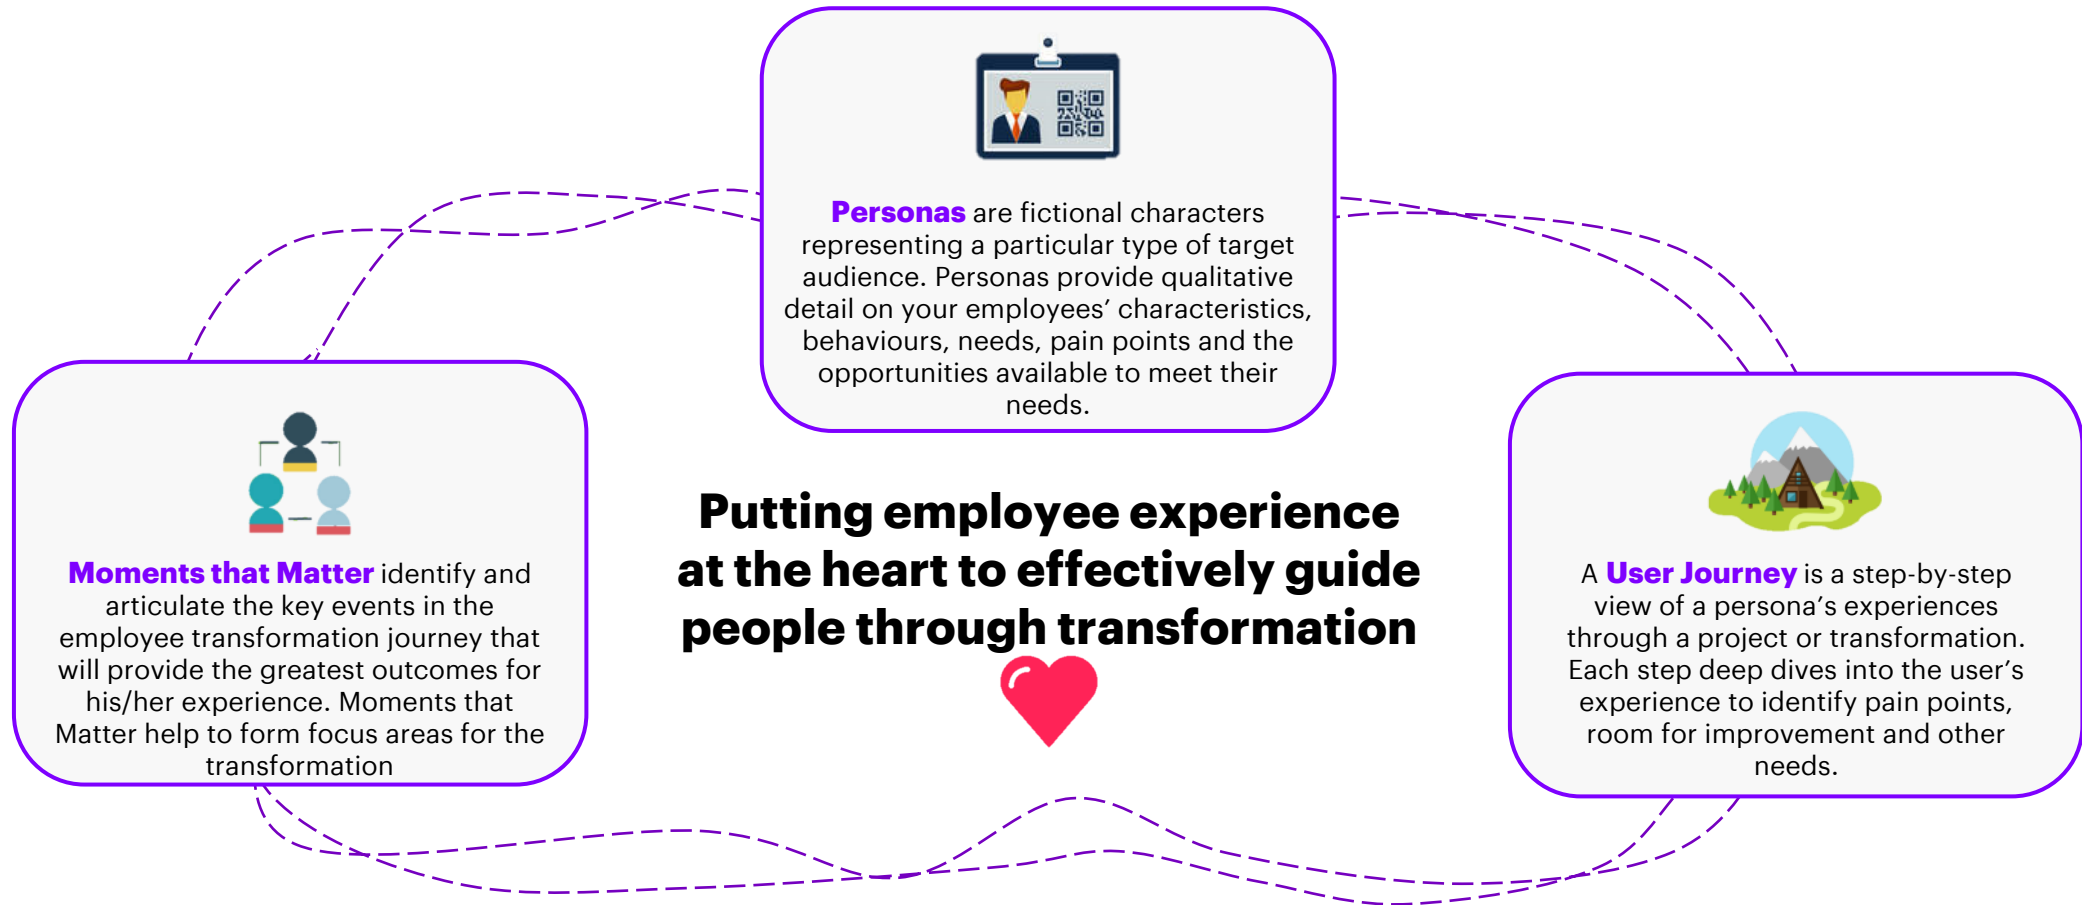 Personas are fictional characters
representing a particular type of target
audience. Personas provide qualitative
detail on your employees’ characteristics,
behaviours, needs, pain points and the
opportunities available to meet their
needs.
Moments that Matter identify and
articulate the key events in the
employee transformation journey that
will provide the greatest outcomes for
his/her experience. Moments that
Matter help to form focus areas for the
transformation
Putting employee experience
at the heart to effectively guide
people through transformation
A User Journey is a step-by-step
view of a persona’s experiences
through a project or transformation.
Each step deep dives into the user’s
experience to identify pain points,
room for improvement and other
needs.